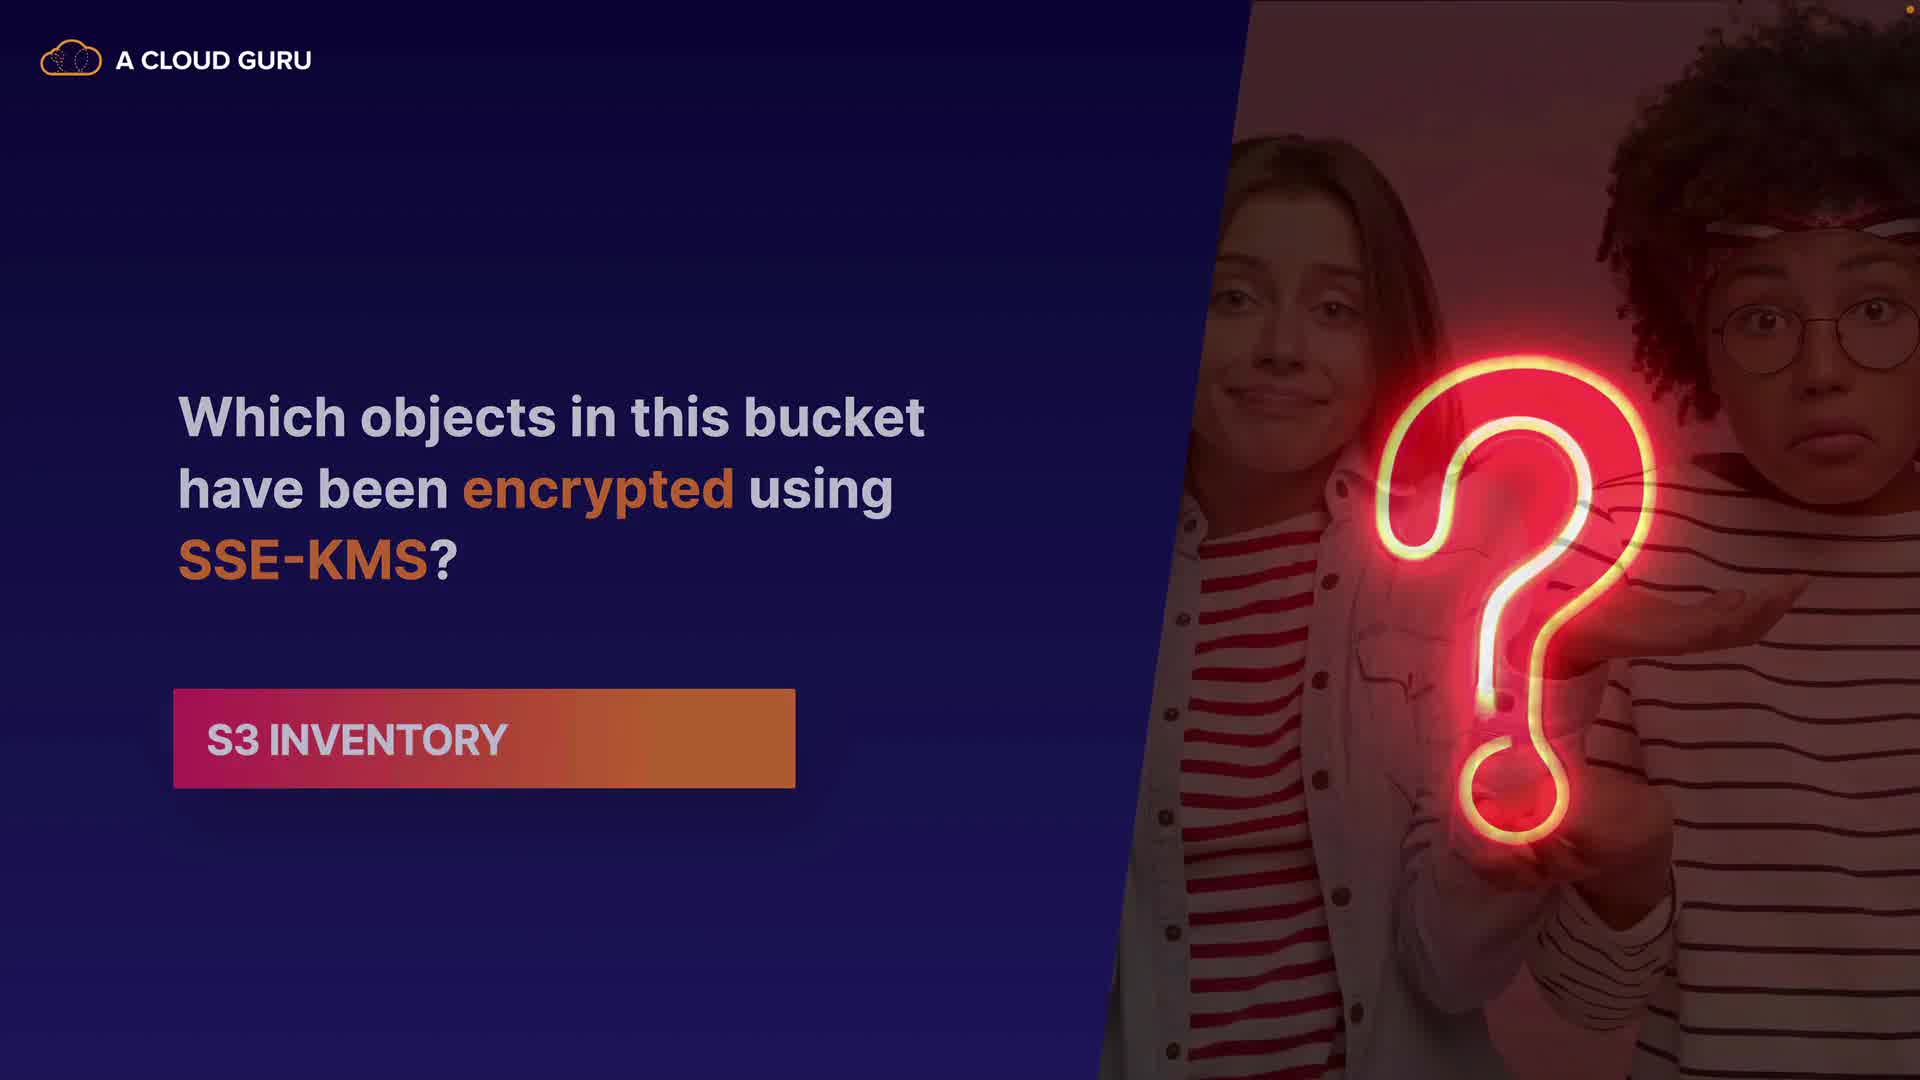 A CLOUD GURU
Which objects in this bucket
have been encrypted using
SSE-KMS?
S3 INVENTORY